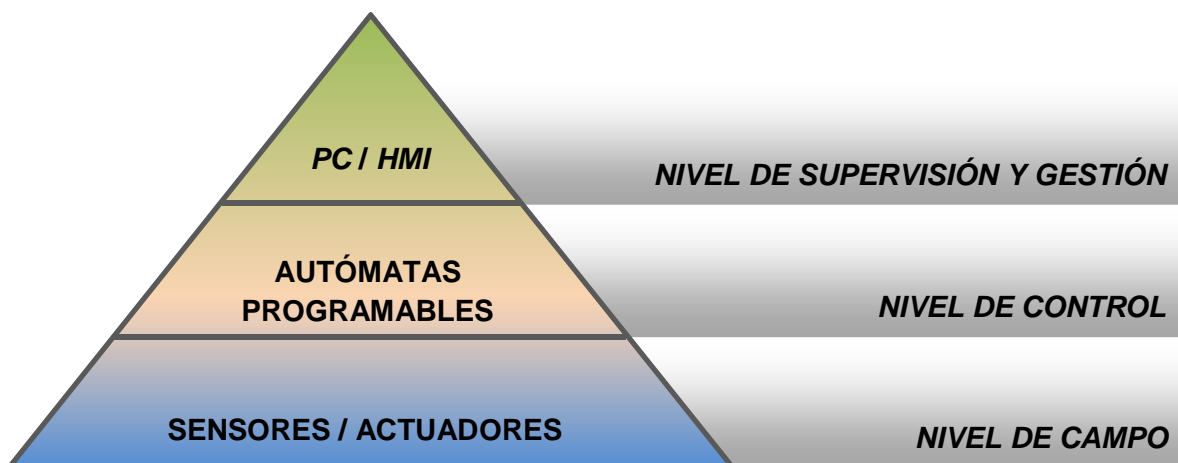 PC / HMI
NIVEL DE SUPERVISIÓN Y GESTIÓN
AUTÓMATAS
PROGRAMABLES
NIVEL DE CONTROL
SENSORES / ACTUADORES
NIVEL DE CAMPO